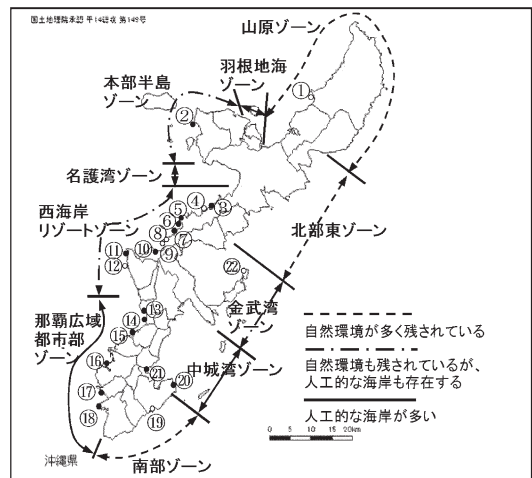 国土地理院承認 平14総複 第149号
山原ゾーン
羽根地海
ゾーン
本部半島
ゾーン
①
②
名護湾ゾーン
西海岸
リゾートゾーン
③
④
⑤
⑥
⑦
⑧
⑨
⑩
⑪
⑫
北部東ゾーン
㉒
那覇広域
都市部
ゾーン
⑬
⑭
⑮
⑯
⑰
⑱
金武湾
ゾーン
中城湾ゾーン
㉑
⑳
⑲
南部ゾーン
沖縄県
自然環境が多く残されている
自然環境も残されているが、
人工的な海岸も存在する
人工的な海岸が多い
0 5 10 15 20km